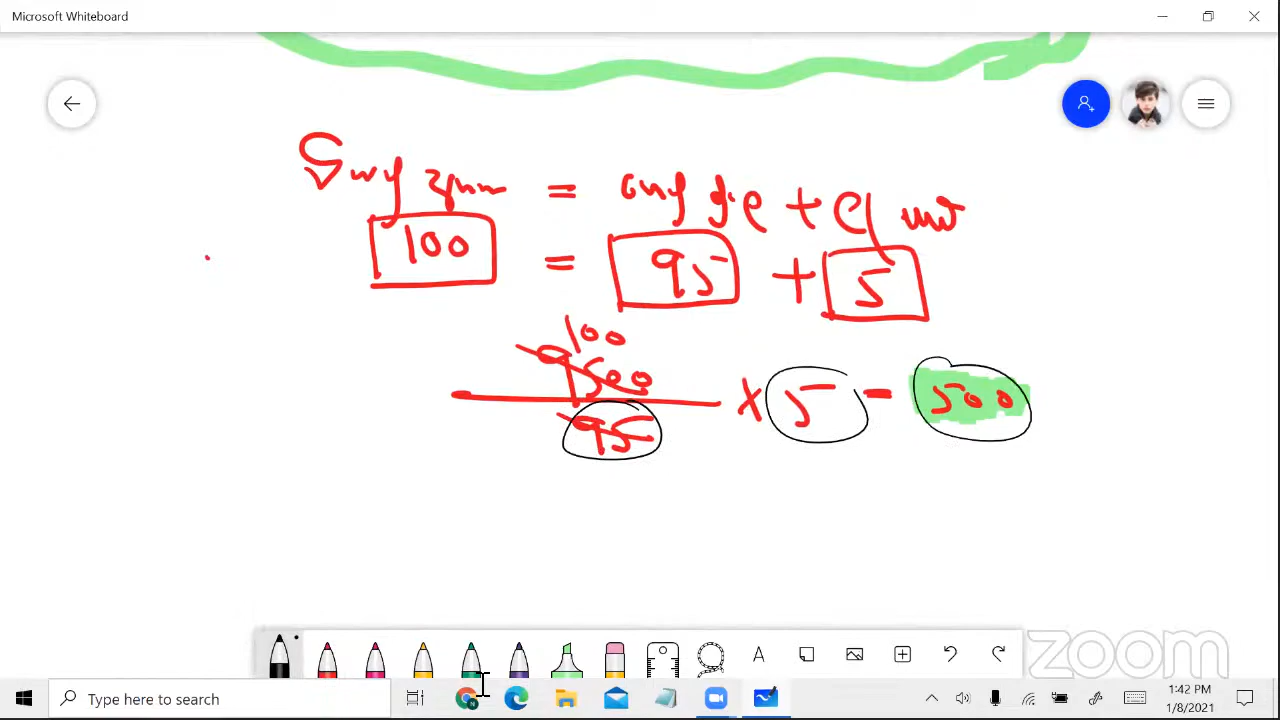 Microsoft Whiteboard
=
+
100 = 95 + 5
100
9500
95
× 5 = 500
A
zoom
Type here to search
N
1:42 PM
1/8/2021